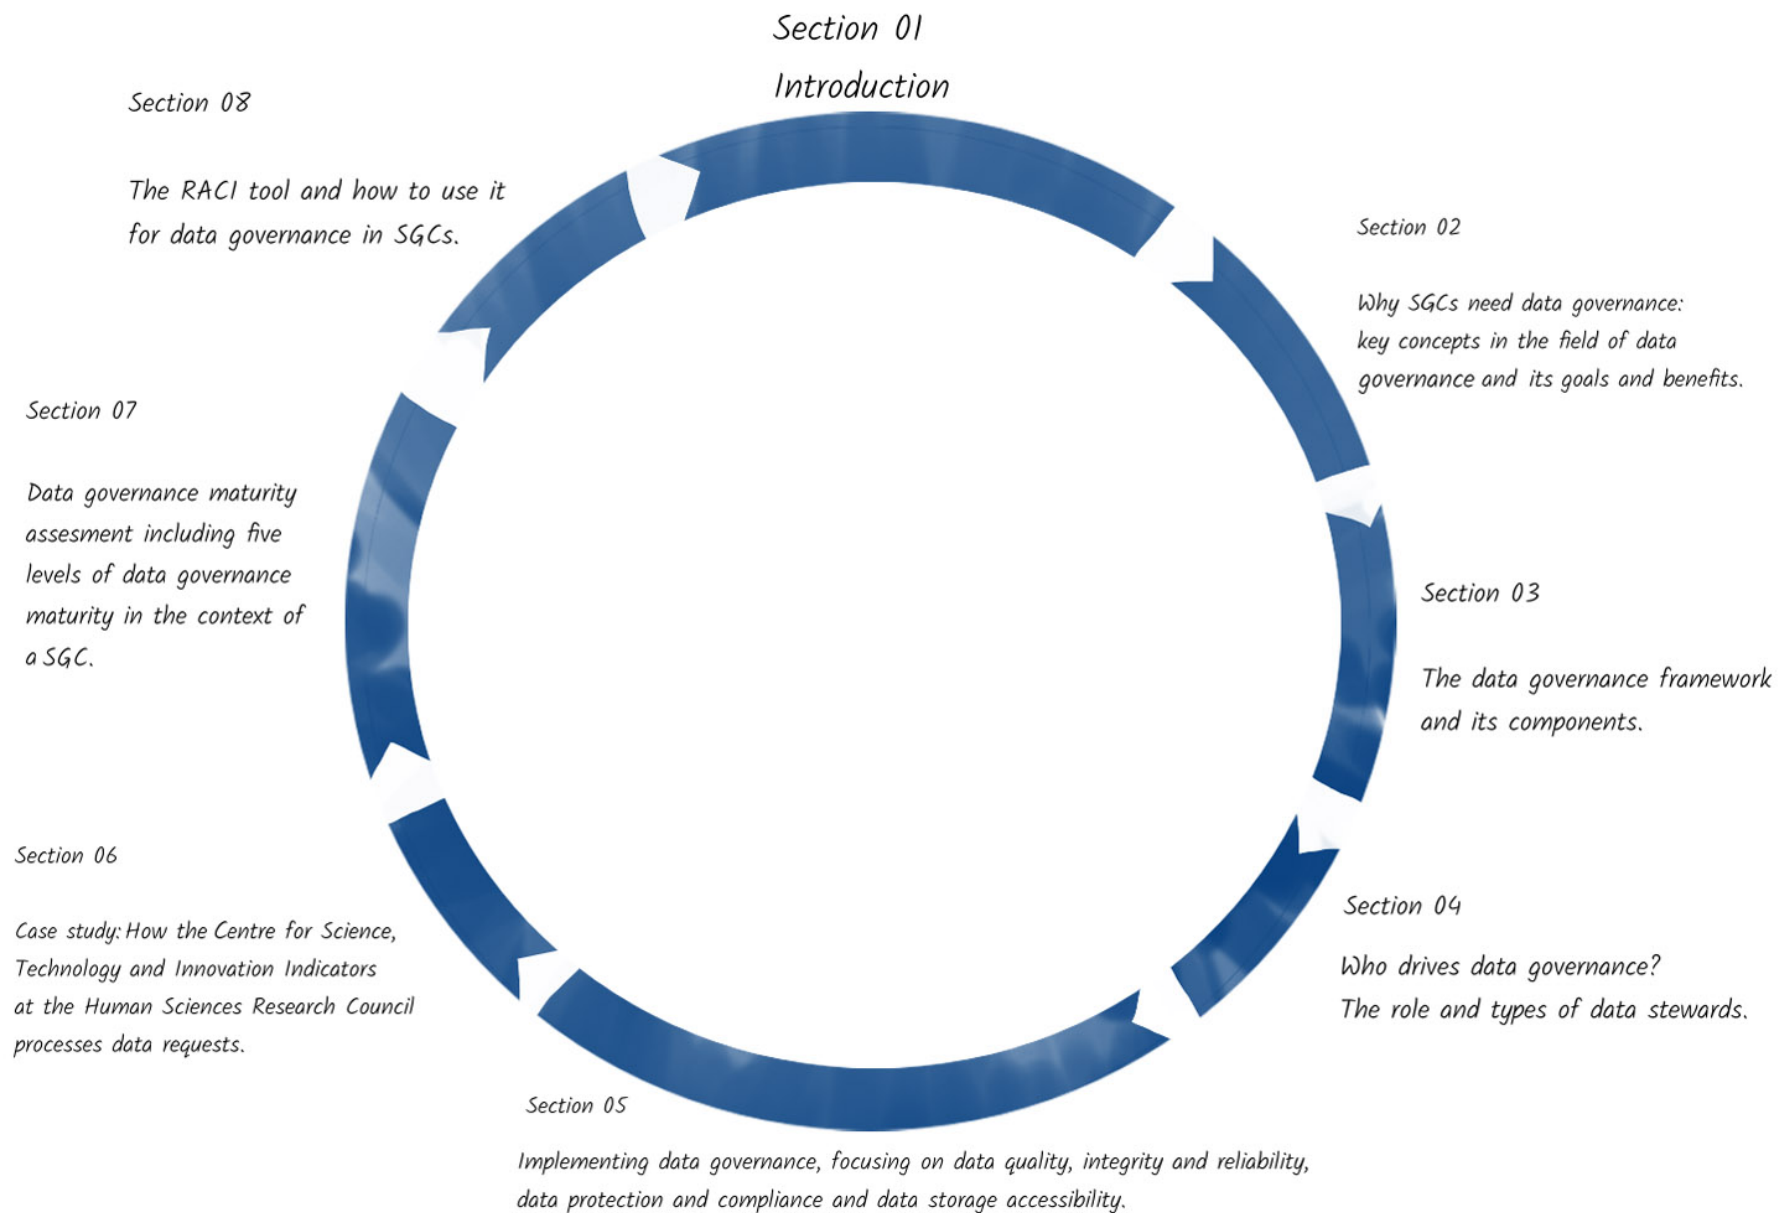 Section 01
Introduction
Section 02
Why SGCs need data governance:
key concepts in the field of data
governance and its goals and benefits.
Section 03
The data governance framework
and its components.
Section 04
Who drives data governance?
The role and types of data stewards.
Section 05
Implementing data governance, focusing on data quality, integrity and reliability,
data protection and compliance and data storage accessibility.
Section 06
Case study: How the Centre for Science,
Technology and Innovation Indicators
at the Human Sciences Research Council
processes data requests.
Section 07
Data governance maturity
assesment including five
levels of data governance
maturity in the context of
a SGC.
Section 08
The RACI tool and how to use it
for data governance in SGCs.